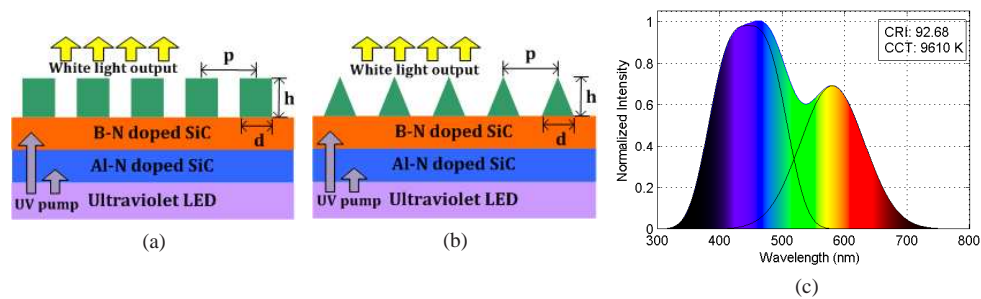 White light output
p
h
d
B-N doped SiC
Al-N doped SiC
UV pump
Ultraviolet LED
(a)
White light output
p
h
d
B-N doped SiC
Al-N doped SiC
UV pump
Ultraviolet LED
(b)
CRI: 92.68
CCT: 9610 K
Normalized Intensity
1
0.8
0.6
0.4
0.2
0
300 400 500 600 700 800
Wavelength (nm)
(c)